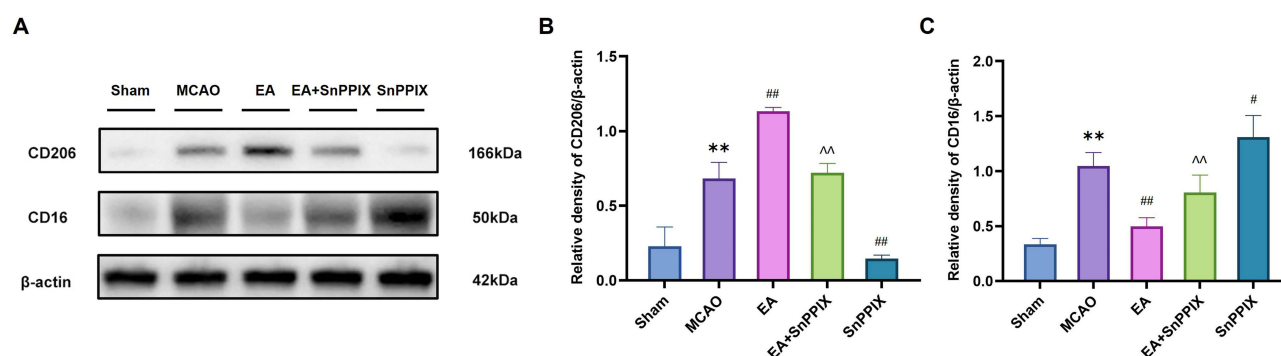 A
Sham MCAO EA EA+SnPPIX SnPPIX
CD206 166kDa
CD16 50kDa
β-actin 42kDa
B
Relative density of CD206/β-actin
1.5
1.0
0.5
0.0
**
##
^^
##
Sham MCAO EA EA+SnPPIX SnPPIX
C
Relative density of CD16/β-actin
2.0
1.5
1.0
0.5
0.0
**
##
^^
#
Sham MCAO EA EA+SnPPIX SnPPIX